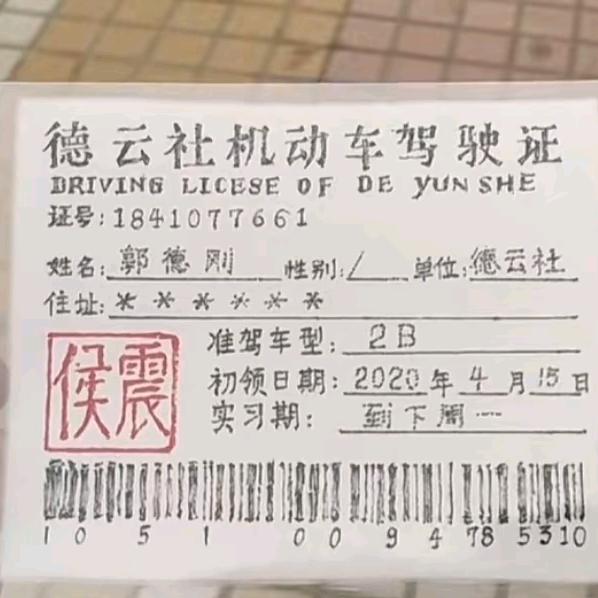 德云社机动车驾驶证
DRIVING LICESE OF DE YUNSHE
证号:1841077661
姓名:郭德刚 性别:/ 单位:德云社
住址:******
准驾车型:2B
初领日期:2020年4月15日
实习期:到下周一
侯震
1 0 5 1 0 0 9 4 78 5310